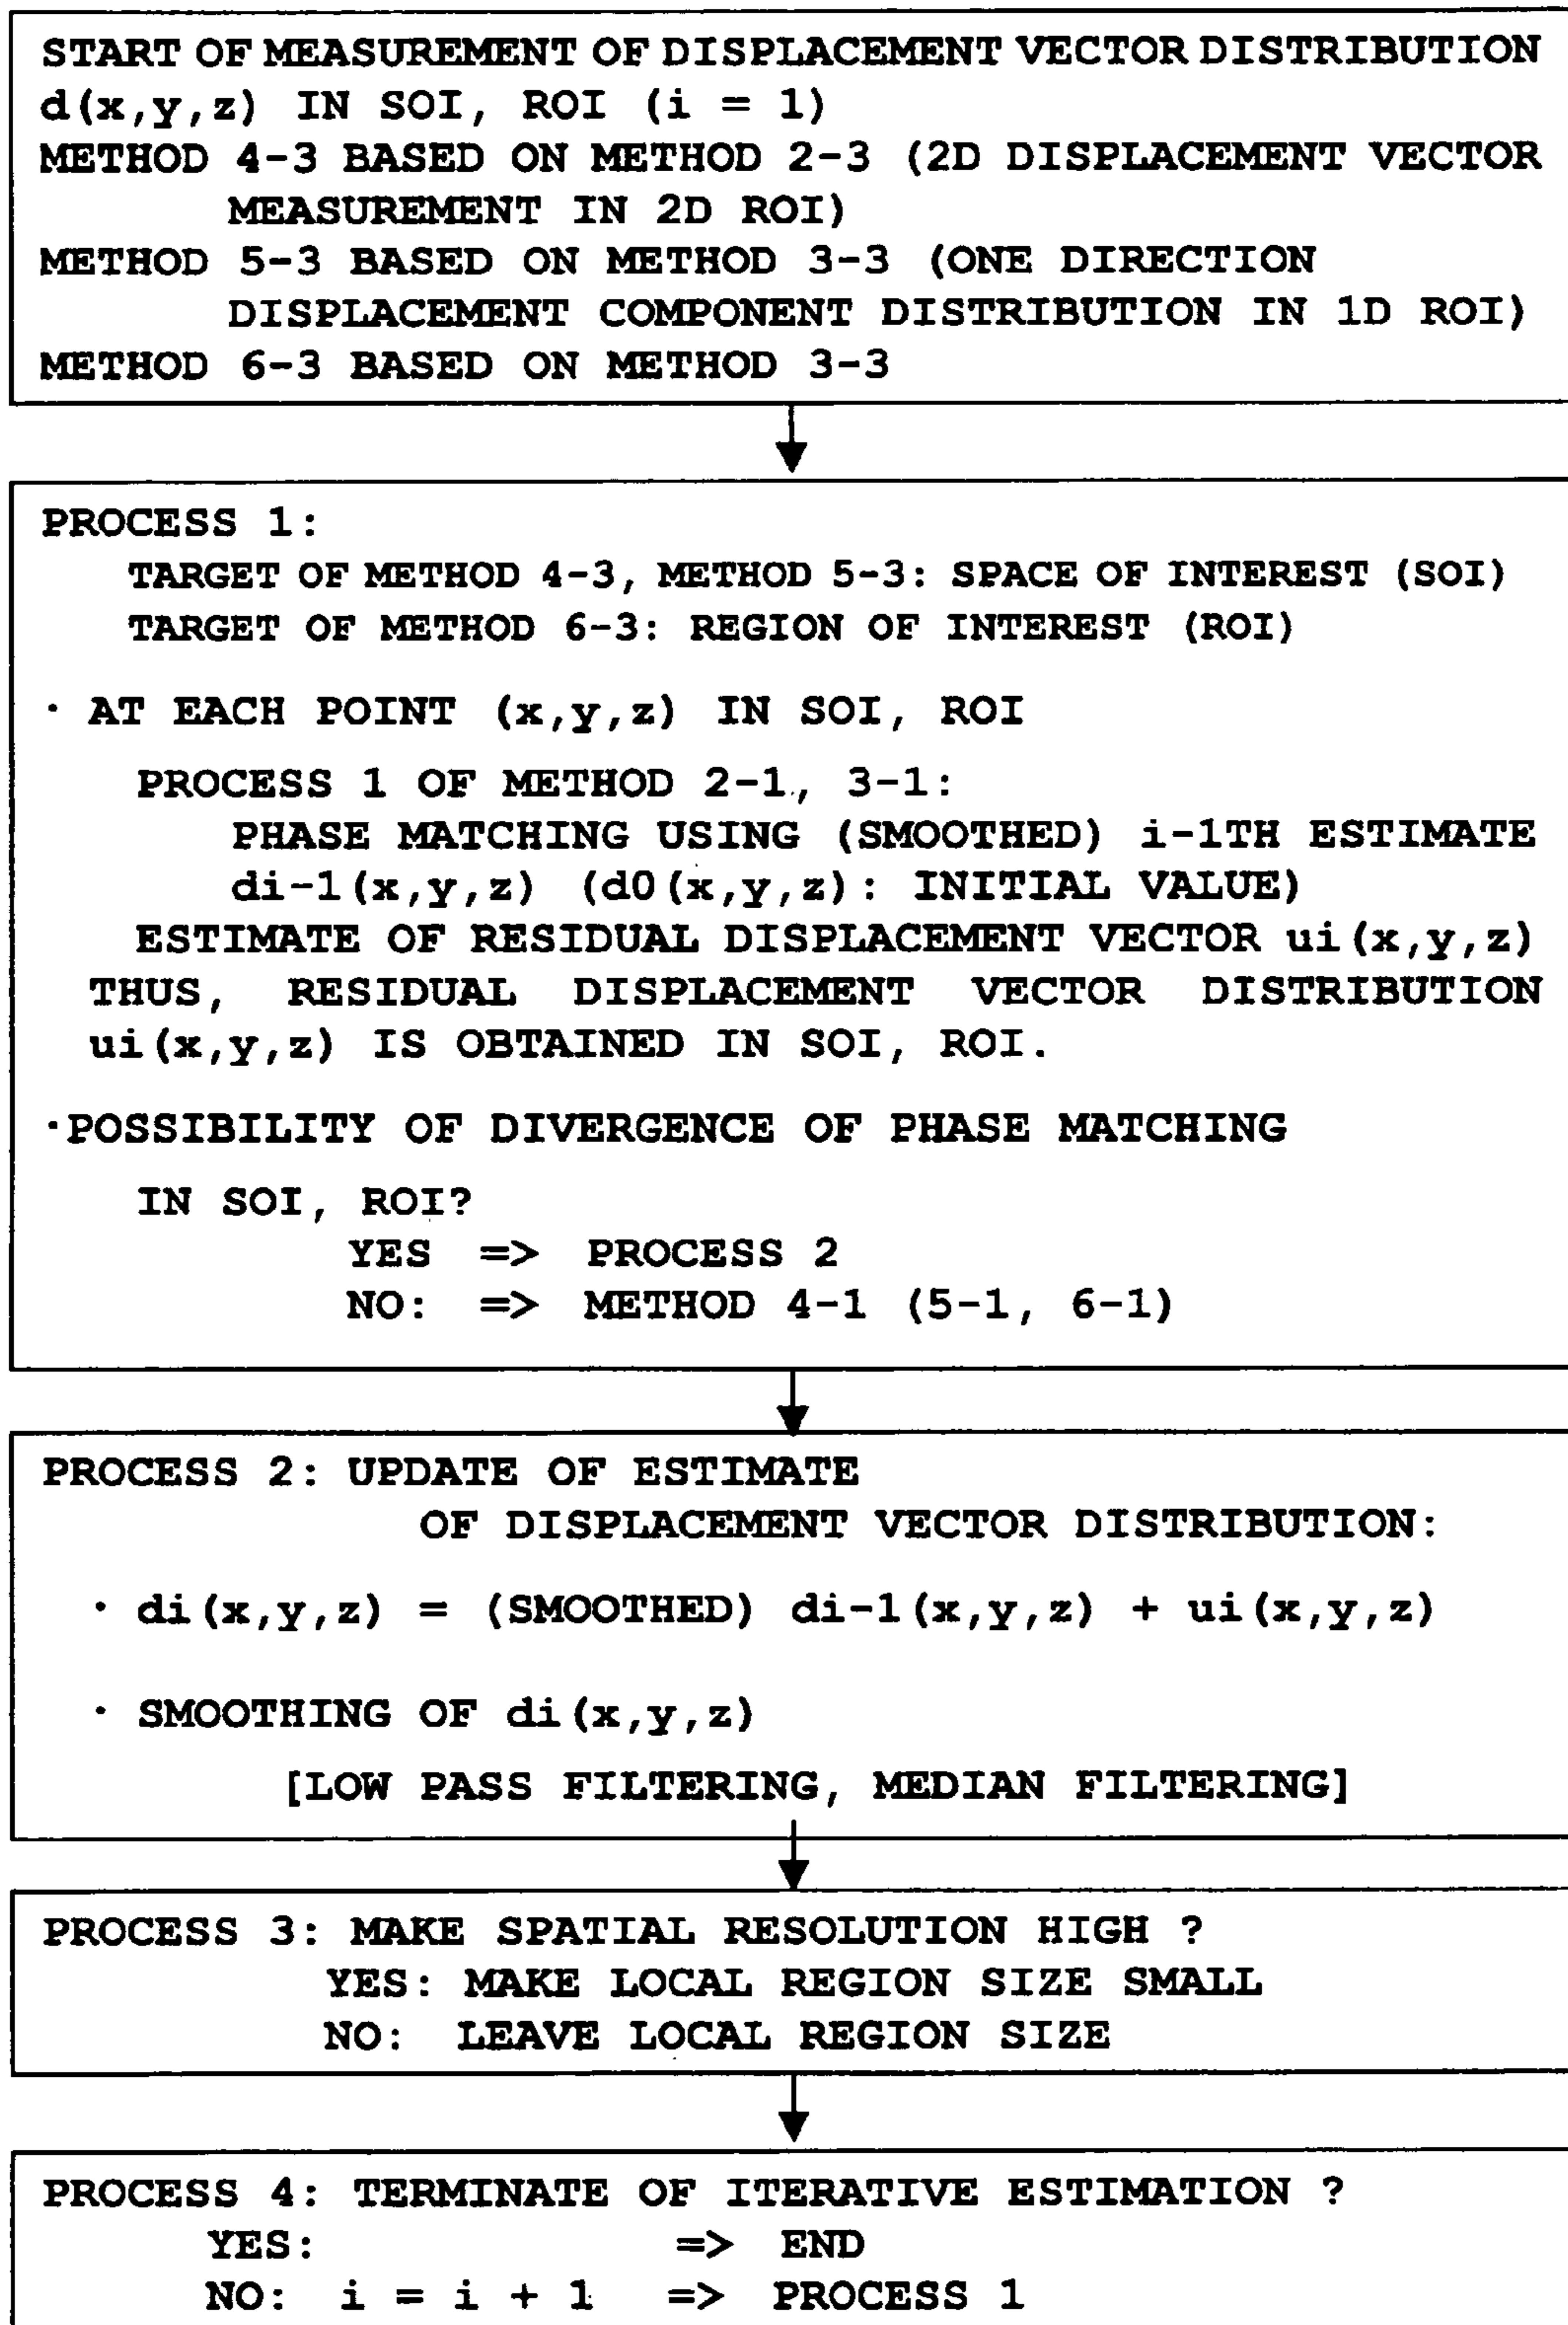 START OF MEASUREMENT OF DISPLACEMENT VECTOR DISTRIBUTION
d(x,y,z) IN SOI, ROI (i = 1)
METHOD 4-3 BASED ON METHOD 2-3 (2D DISPLACEMENT VECTOR
MEASUREMENT IN 2D ROI)
METHOD 5-3 BASED ON METHOD 3-3 (ONE DIRECTION
DISPLACEMENT COMPONENT DISTRIBUTION IN 1D ROI)
METHOD 6-3 BASED ON METHOD 3-3
PROCESS 1:
TARGET OF METHOD 4-3, METHOD 5-3: SPACE OF INTEREST (SOI)
TARGET OF METHOD 6-3: REGION OF INTEREST (ROI)
· AT EACH POINT (x,y,z) IN SOI, ROI
PROCESS 1 OF METHOD 2-1, 3-1:
PHASE MATCHING USING (SMOOTHED) i-1TH ESTIMATE
di-1(x,y,z) (d0(x,y,z): INITIAL VALUE)
ESTIMATE OF RESIDUAL DISPLACEMENT VECTOR ui(x,y,z)
THUS, RESIDUAL DISPLACEMENT VECTOR DISTRIBUTION
ui(x,y,z) IS OBTAINED IN SOI, ROI.
·POSSIBILITY OF DIVERGENCE OF PHASE MATCHING
IN SOI, ROI?
YES => PROCESS 2
NO: => METHOD 4-1 (5-1, 6-1)
PROCESS 2: UPDATE OF ESTIMATE
OF DISPLACEMENT VECTOR DISTRIBUTION:
· di(x,y,z) = (SMOOTHED) di-1(x,y,z) + ui(x,y,z)
· SMOOTHING OF di(x,y,z)
[LOW PASS FILTERING, MEDIAN FILTERING]
PROCESS 3: MAKE SPATIAL RESOLUTION HIGH ?
YES: MAKE LOCAL REGION SIZE SMALL
NO: LEAVE LOCAL REGION SIZE
PROCESS 4: TERMINATE OF ITERATIVE ESTIMATION ?
YES: => END
NO: i = i + 1 => PROCESS 1